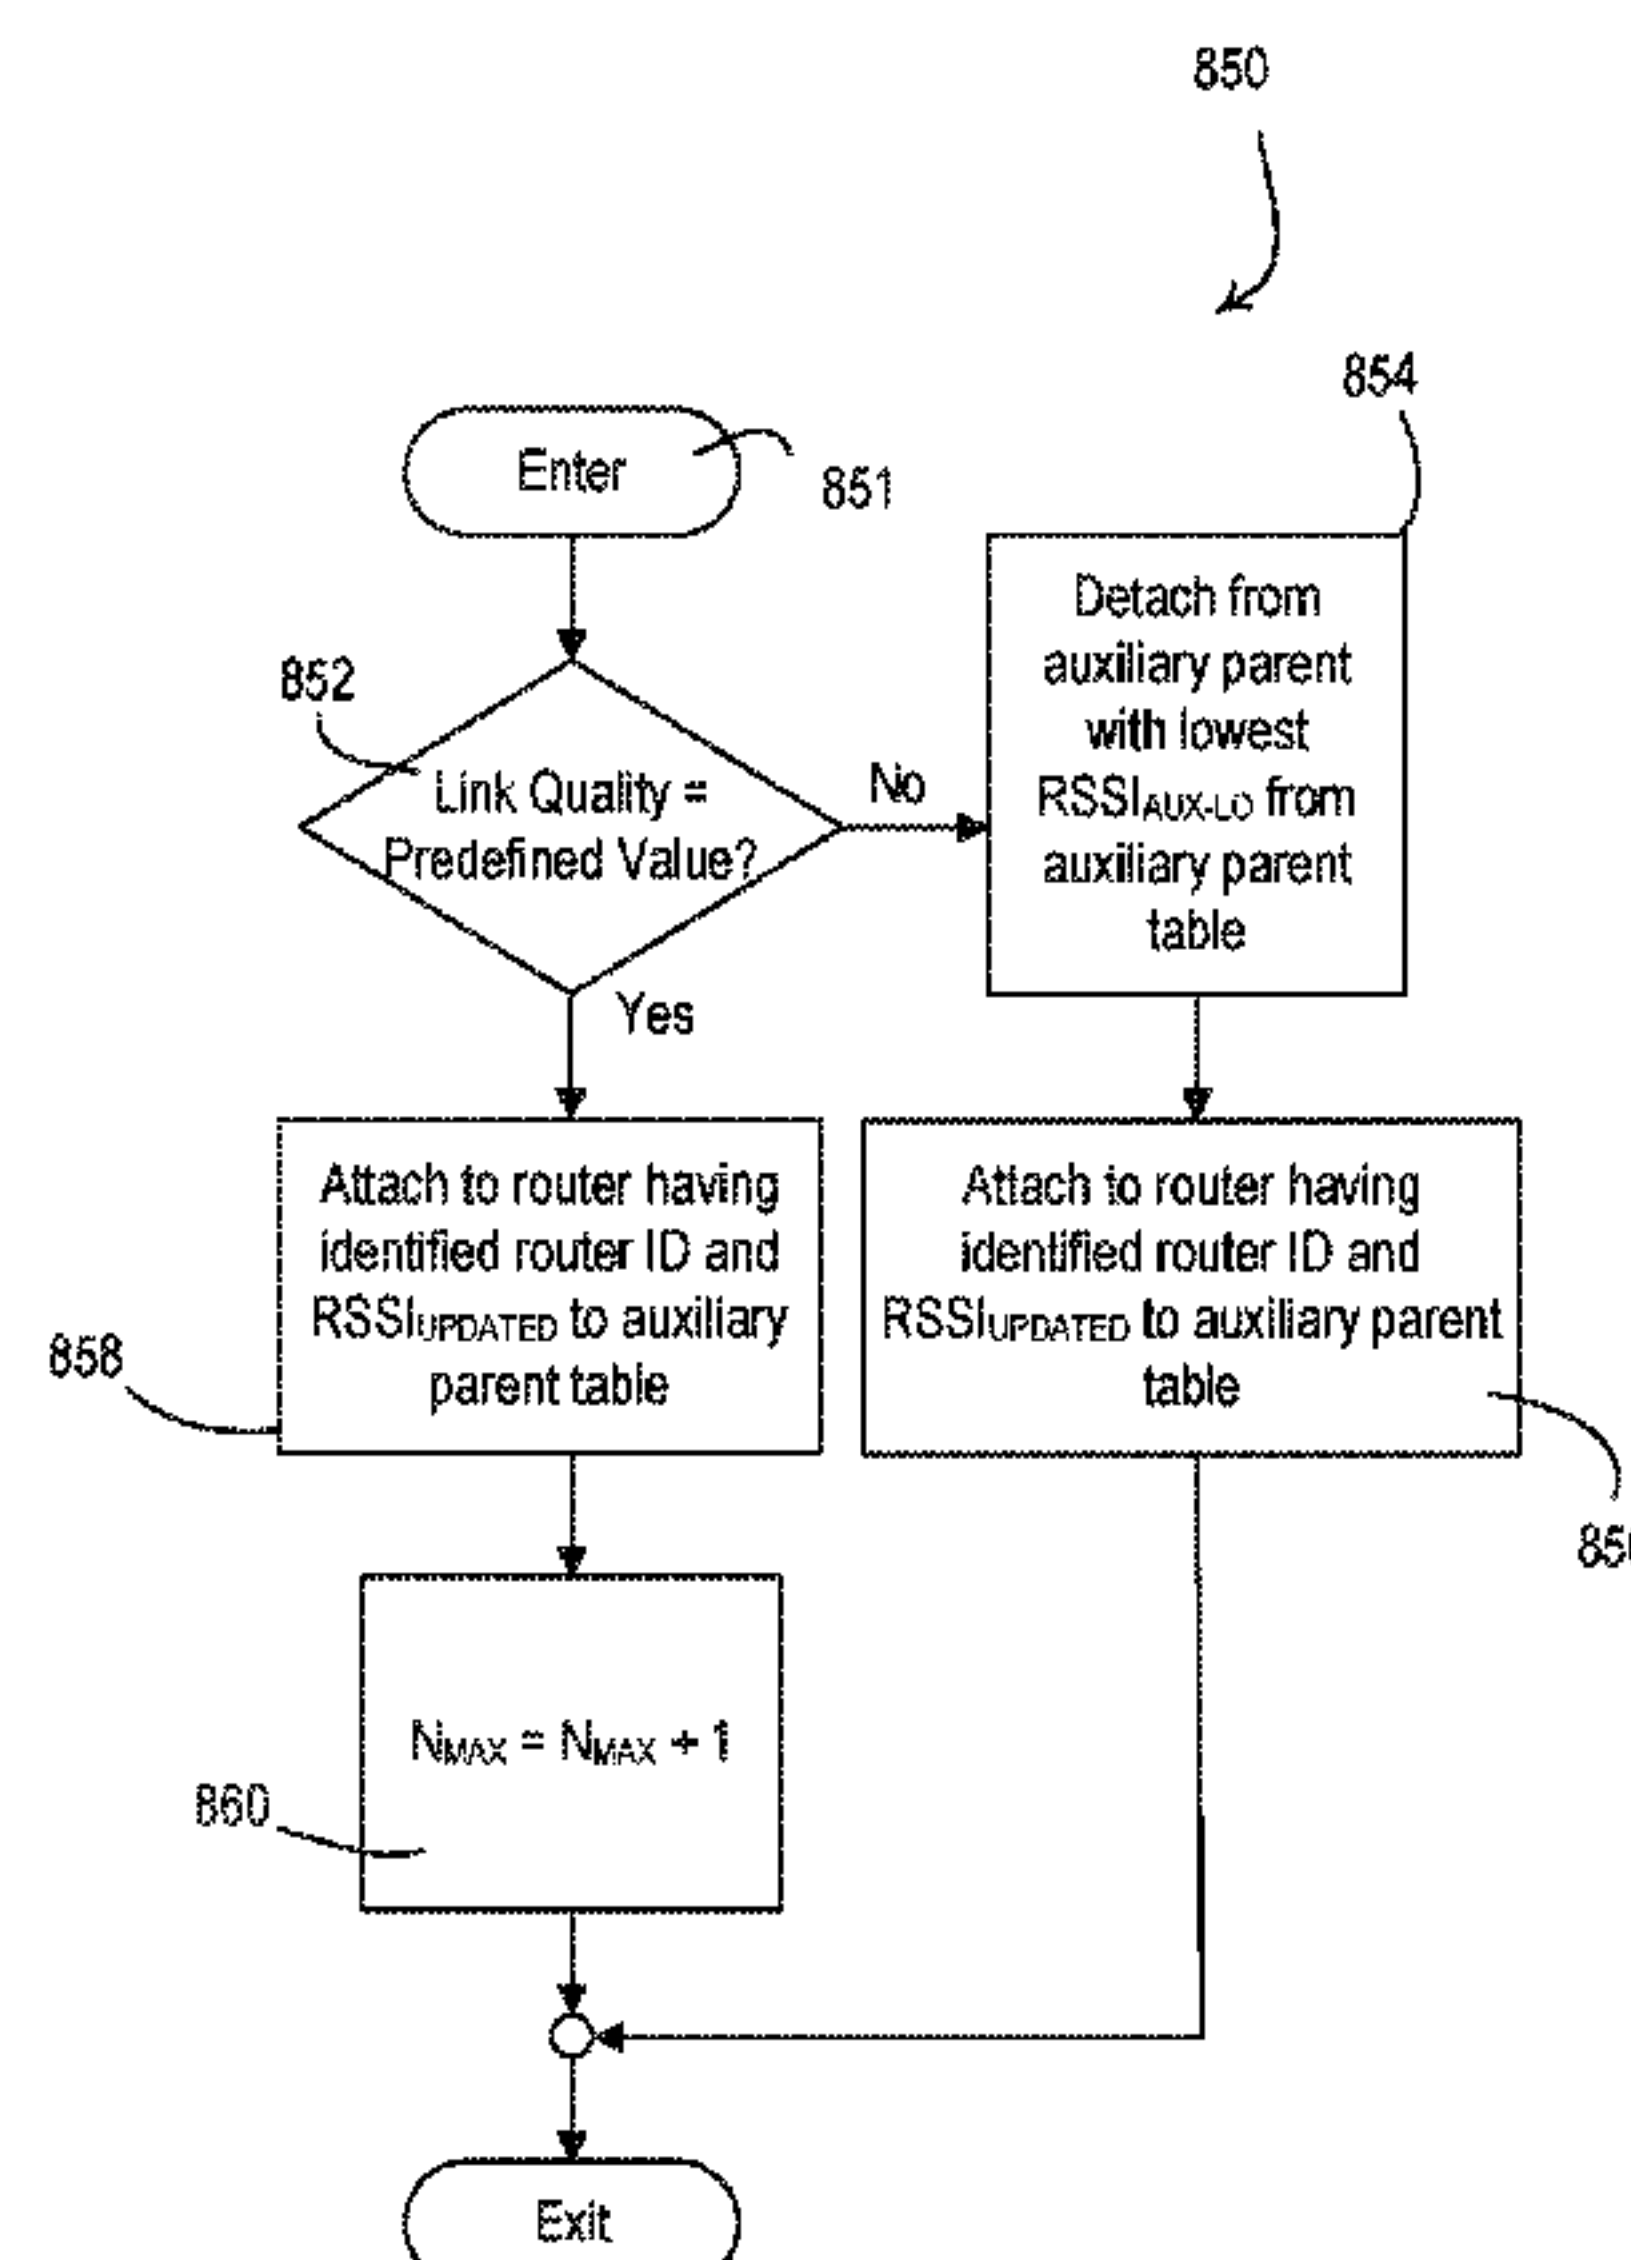 850
854
Enter
851
Detach from
auxiliary parent
with lowest
RSSIAUX-LO from
auxiliary parent
table
852
Link Quality =
Predefined Value?
No
Yes
Attach to router having
identified router ID and
RSSIUPDATED to auxiliary
parent table
858
Attach to router having
identified router ID and
RSSIUPDATED to auxiliary parent
table
NMAX = NMAX + 1
860
Exit